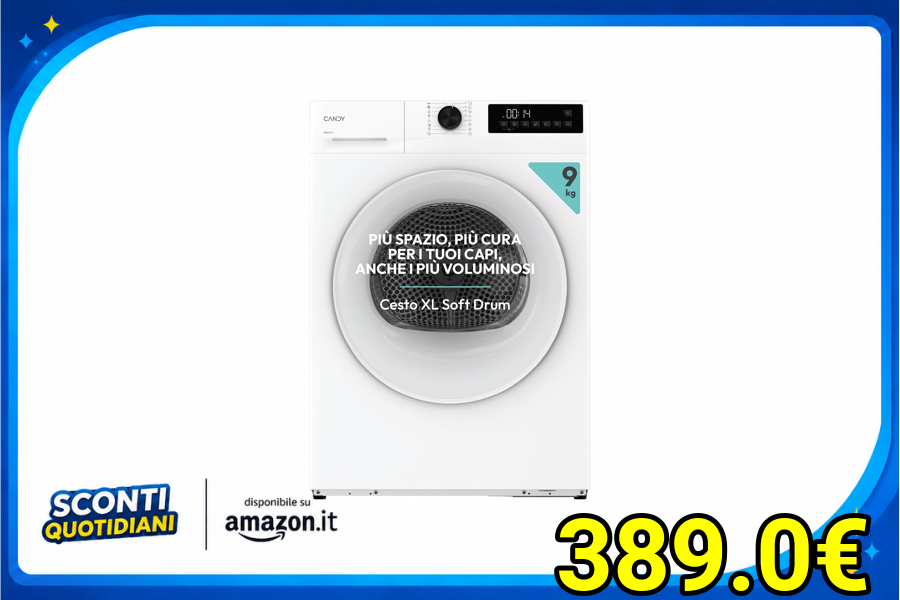 CANDY
.00:14
9
kg
PIÙ SPAZIO, PIÙ CURA
PER I TUOI CAPI,
ANCHE I PIÙ VOLUMINOSI
Cesto XL Soft Drum
SCONTI
QUOTIDIANI
disponibile su
amazon.it
389.0€